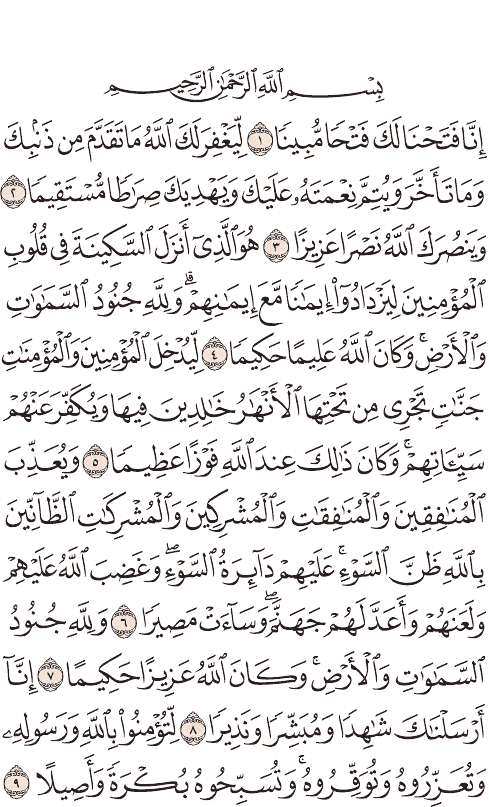 بِسْمِ ٱللَّهِ ٱلرَّحْمَٰنِ ٱلرَّحِيمِ
إِنَّا فَتَحْنَا لَكَ فَتْحًا مُّبِينًا ١ لِّيَغْفِرَ لَكَ ٱللَّهُ مَا تَقَدَّمَ مِن ذَنۢبِكَ
وَمَا تَأَخَّرَ وَيُتِمَّ نِعْمَتَهُۥ عَلَيْكَ وَيَهْدِيَكَ صِرَٰطًا مُّسْتَقِيمًا ٢
وَيَنصُرَكَ ٱللَّهُ نَصْرًا عَزِيزًا ٣ هُوَ ٱلَّذِىٓ أَنزَلَ ٱلسَّكِينَةَ فِى قُلُوبِ
ٱلْمُؤْمِنِينَ لِيَزْدَادُوٓا۟ إِيمَٰنًا مَّعَ إِيمَٰنِهِمْ ۗ وَلِلَّهِ جُنُودُ ٱلسَّمَٰوَٰتِ
وَٱلْأَرْضِ ۚ وَكَانَ ٱللَّهُ عَلِيمًا حَكِيمًا ٤ لِّيُدْخِلَ ٱلْمُؤْمِنِينَ وَٱلْمُؤْمِنَٰتِ
جَنَّٰتٍ تَجْرِى مِن تَحْتِهَا ٱلْأَنْهَٰرُ خَٰلِدِينَ فِيهَا وَيُكَفِّرَ عَنْهُمْ
سَيِّـَٔاتِهِمْ ۚ وَكَانَ ذَٰلِكَ عِندَ ٱللَّهِ فَوْزًا عَظِيمًا ٥ وَيُعَذِّبَ
ٱلْمُنَٰفِقِينَ وَٱلْمُنَٰفِقَٰتِ وَٱلْمُشْرِكِينَ وَٱلْمُشْرِكَٰتِ ٱلظَّآنِّينَ
بِٱللَّهِ ظَنَّ ٱلسَّوْءِ ۚ عَلَيْهِمْ دَآئِرَةُ ٱلسَّوْءِ ۖ وَغَضِبَ ٱللَّهُ عَلَيْهِمْ
وَلَعَنَهُمْ وَأَعَدَّ لَهُمْ جَهَنَّمَ ۖ وَسَآءَتْ مَصِيرًا ٦ وَلِلَّهِ جُنُودُ
ٱلسَّمَٰوَٰتِ وَٱلْأَرْضِ ۚ وَكَانَ ٱللَّهُ عَزِيزًا حَكِيمًا ٧ إِنَّآ
أَرْسَلْنَٰكَ شَٰهِدًا وَمُبَشِّرًا وَنَذِيرًا ٨ لِّتُؤْمِنُوا۟ بِٱللَّهِ وَرَسُولِهِۦ
وَتُعَزِّرُوهُ وَتُوَقِّرُوهُ ۚ وَتُسَبِّحُوهُ بُكْرَةً وَأَصِيلًا ٩